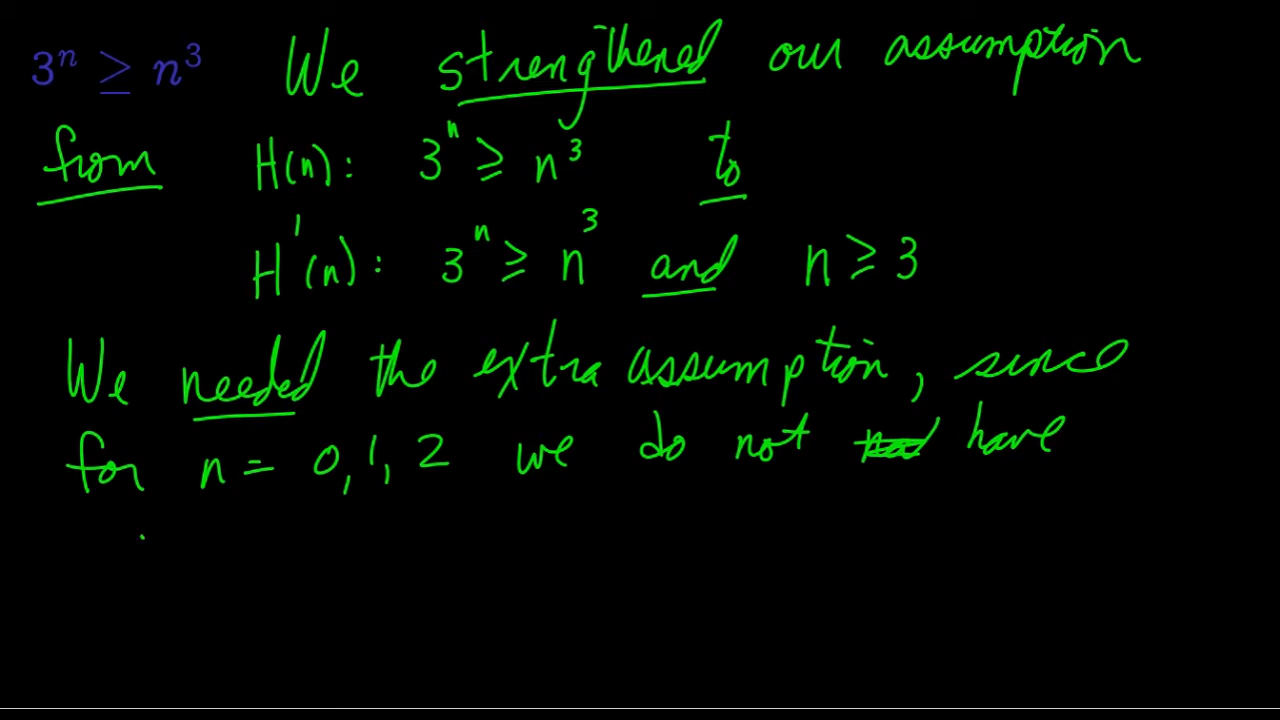 3ⁿ ≥ n³ We strengthened our assumption
from H(n): 3ⁿ ≥ n³ to
H'(n): 3ⁿ ≥ n³ and n ≥ 3
We needed the extra assumption, since
for n = 0, 1, 2 we do not have